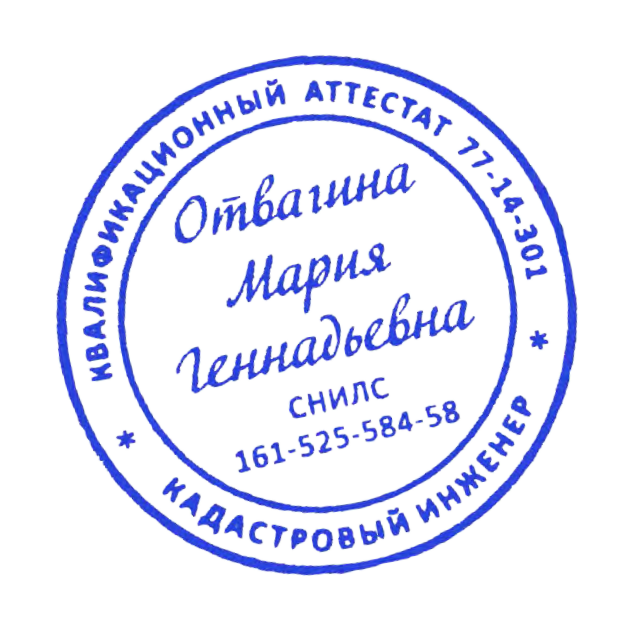 КВАЛИФИКАЦИОННЫЙ АТТЕСТАТ 77-14-301
Отвагина
Мария
Геннадьевна
СНИЛС
161-525-584-58
* КАДАСТРОВЫЙ ИНЖЕНЕР *